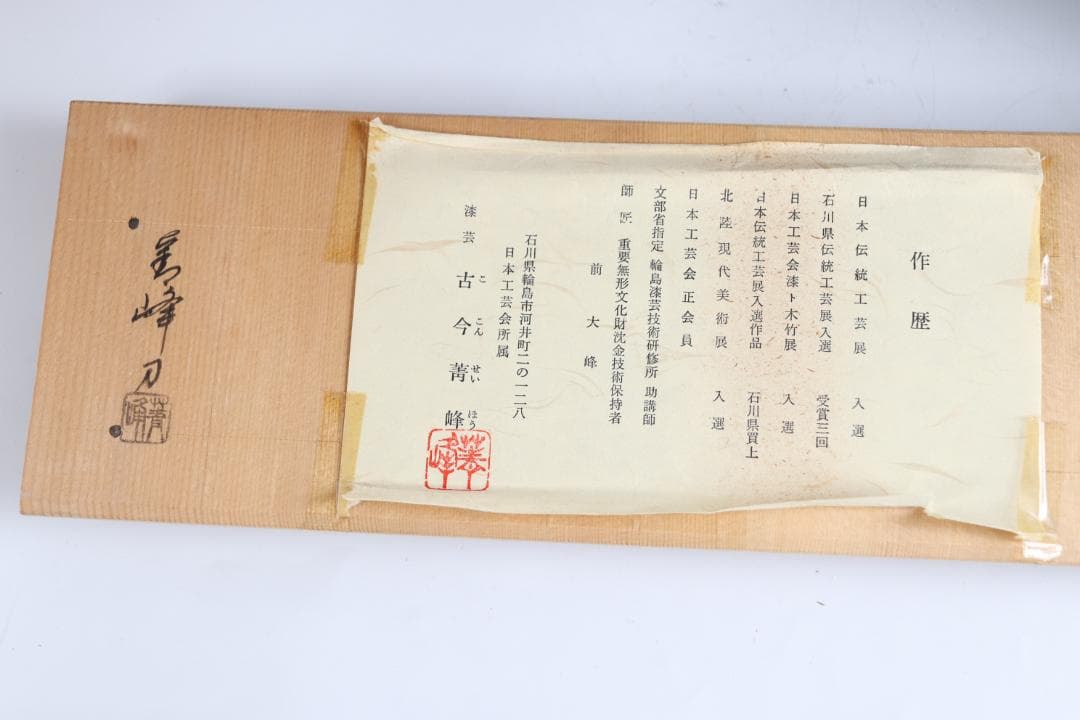 作歴
日本伝統工芸展 入選
石川県伝統工芸展入選 受賞三回
日本工芸会漆ト木竹展 入選
日本伝統工芸展入選作品 石川県買上
北陸現代美術展 入選
日本工芸会正会員
文部省指定 輪島漆芸技術研修所 助講師
師匠 重要無形文化財沈金技術保持者
前大峰
石川県輪島市河井町二の一二八
日本工芸会所属
漆芸 古今菁峰
こ こん せい ほう
菁峰刀